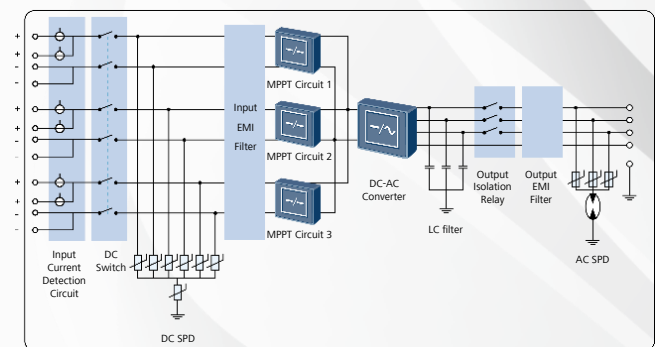 +
+
-
-
+
+
-
-
+
+
-
-
Input
Current
Detection
Circuit
DC
Switch
DC SPD
Input
EMI
Filter
MPPT Circuit 1
MPPT Circuit 2
MPPT Circuit 3
DC-AC
Converter
LC filter
Output
Isolation
Relay
Output
EMI
Filter
AC SPD